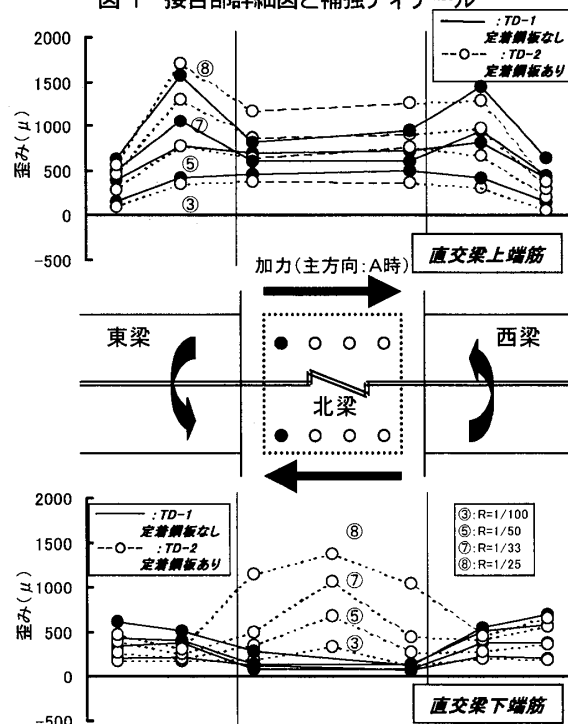 図 1 接合部詳細図と補強ディテール
: TD-1
定着鋼板なし
: TD-2
定着鋼板あり
2000
1500
1000
500
0
-500
歪み(μ)
⑧
⑦
⑤
③
直交梁上端筋
加力(主方向:A時)
東梁
西梁
北梁
2000
1500
1000
500
0
-500
歪み(μ)
: TD-1
定着鋼板なし
: TD-2
定着鋼板あり
⑧
⑦
⑤
③
③:R=1/100
⑤:R=1/50
⑦:R=1/33
⑧:R=1/25
直交梁下端筋